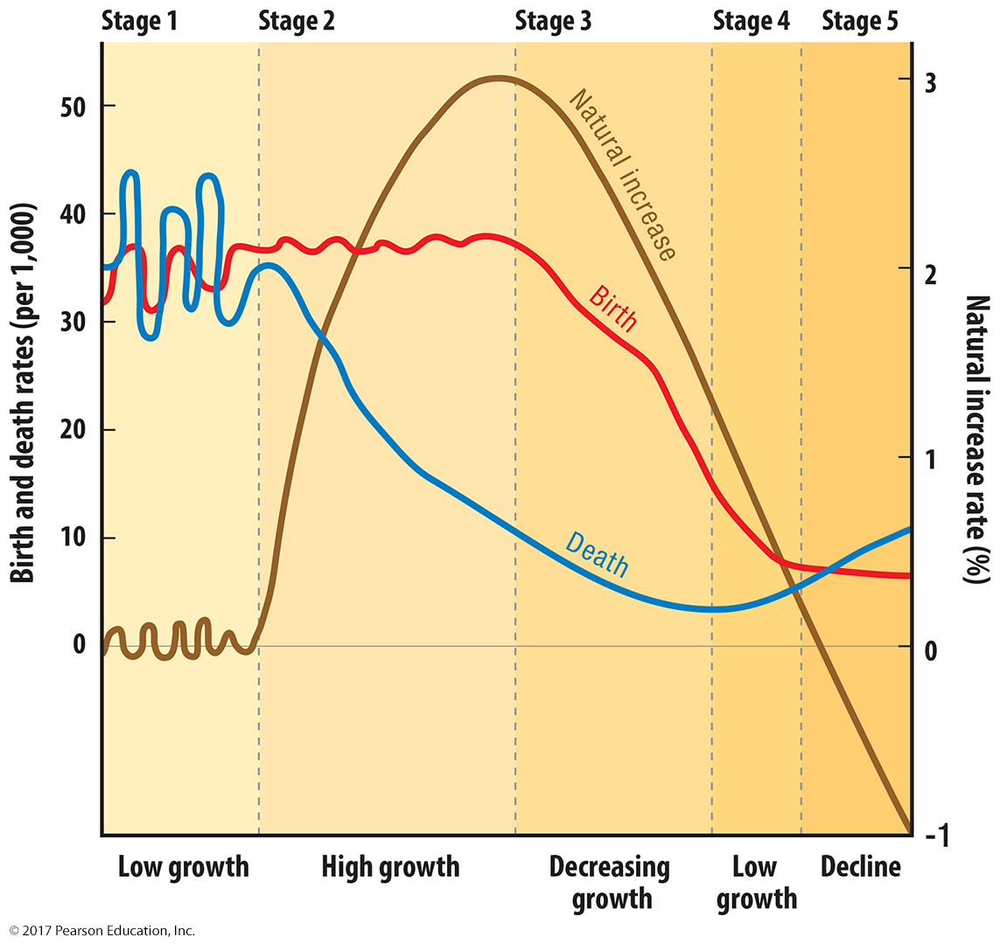 Stage 1
Stage 2
Stage 3
Stage 4
Stage 5
Birth and death rates (per 1,000)
50
40
30
20
10
0
Natural increase
Birth
Death
3
2
1
0
-1
Natural increase rate (%)
Low growth
High growth
Decreasing
growth
Low
growth
Decline
© 2017 Pearson Education, Inc.